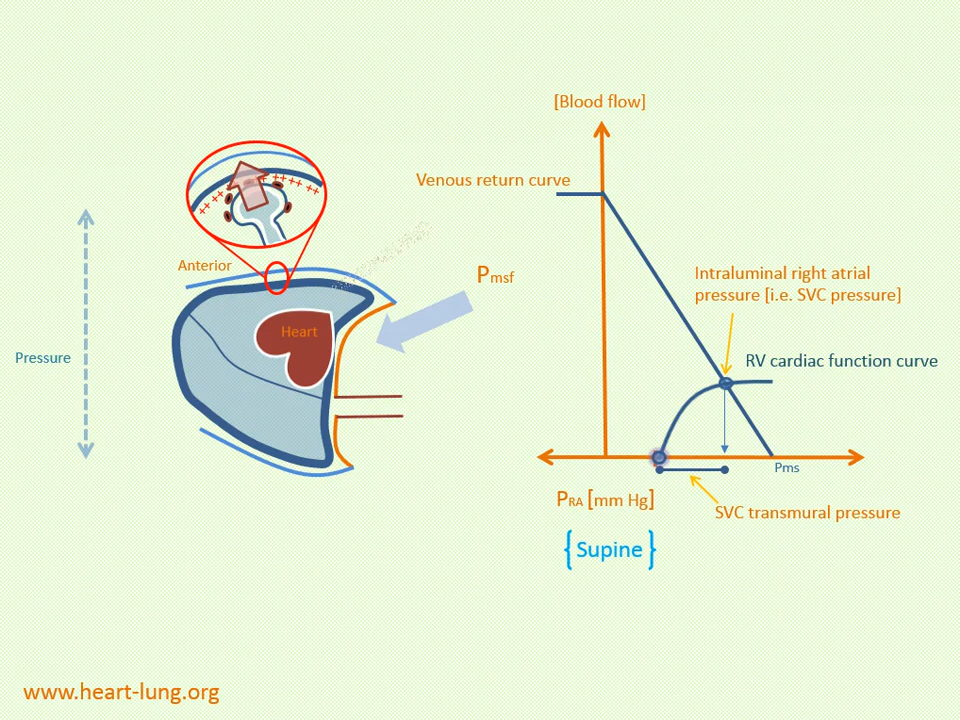 [Blood flow]
Venous return curve
Anterior
Pmsf
Intraluminal right atrial
pressure [i.e. SVC pressure]
Heart
Pressure
RV cardiac function curve
Pms
PRA [mm Hg]
SVC transmural pressure
{Supine}
www.heart-lung.org